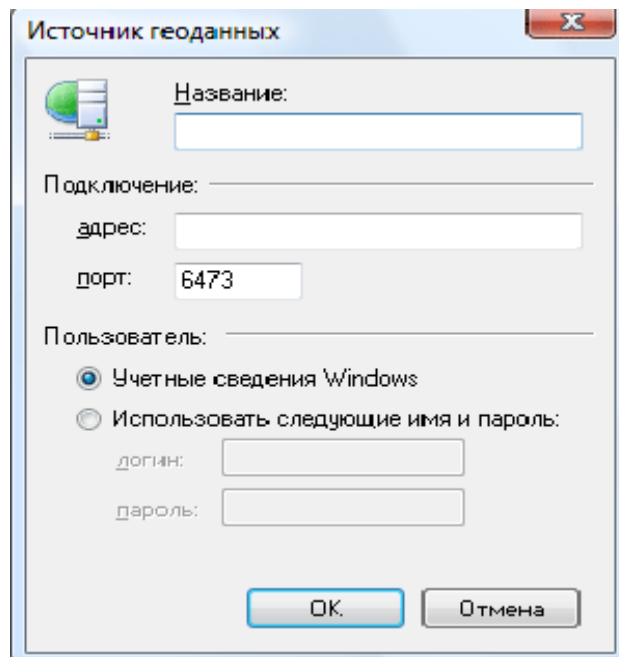 Источник геоданных
Название:
Подключение:
адрес:
порт: 6473
Пользователь:
Учетные сведения Windows
Использовать следующие имя и пароль:
логин:
пароль:
OK
Отмена